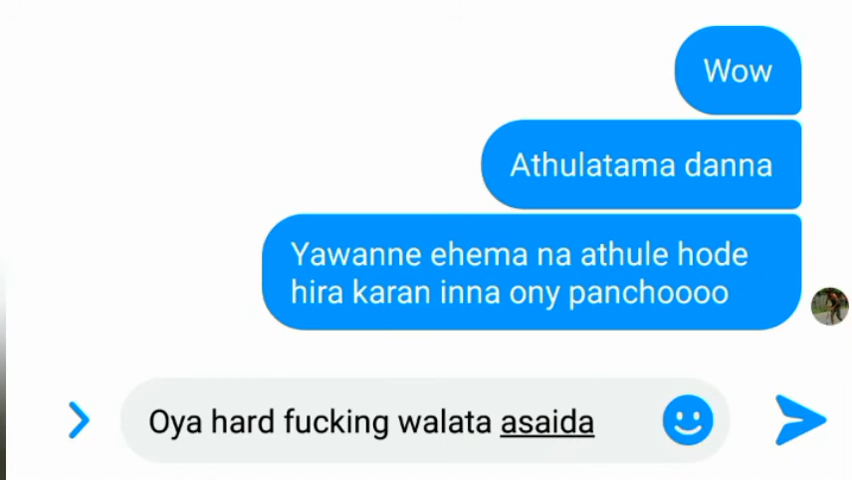 Wow
Athulatama danna
Yawanne ehema na athule hode
hira karan inna ony panchoooo
Oya hard fucking walata asaida